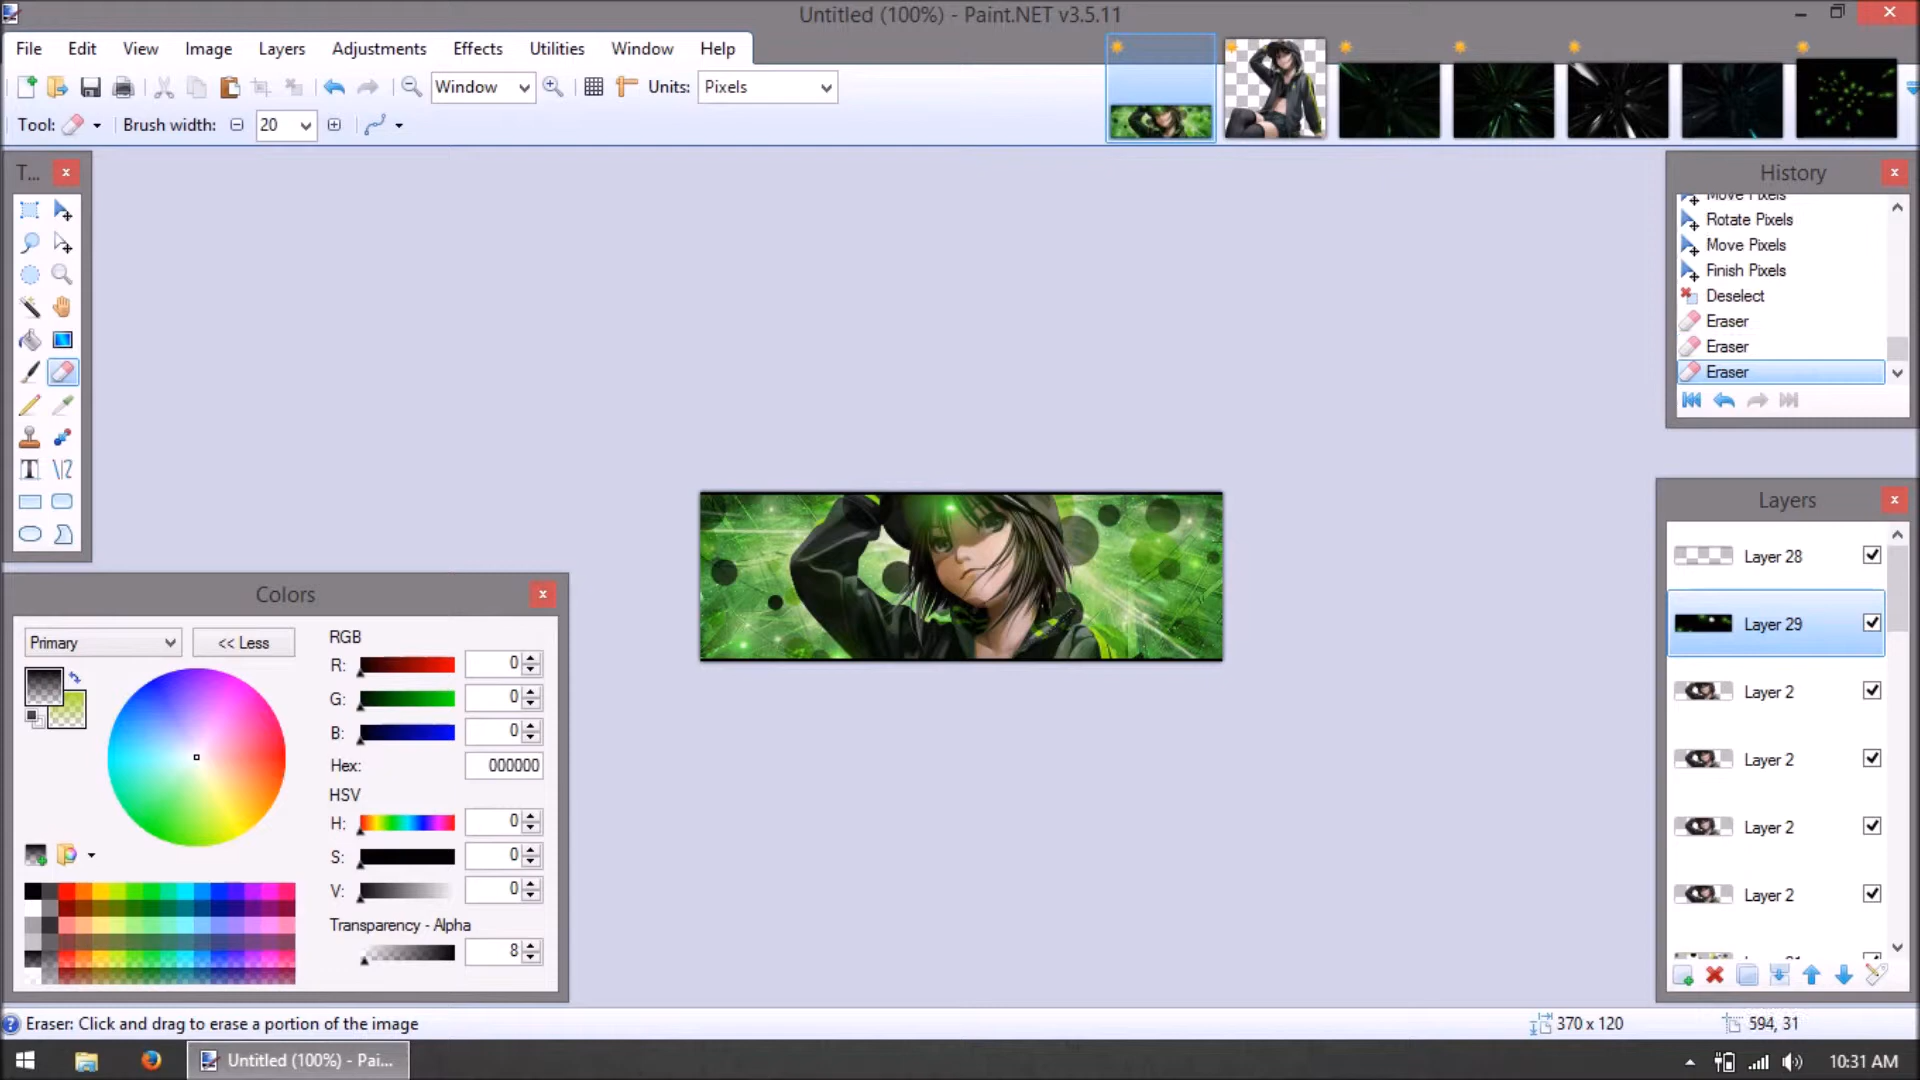 Untitled (100%) - Paint.NET v3.5.11
File Edit View Image Layers Adjustments Effects Utilities Window Help
Window Units: Pixels
Tool: Brush width: 20
T...
History
Move Pixels
Rotate Pixels
Move Pixels
Finish Pixels
Deselect
Eraser
Eraser
Eraser
Layers
Layer 28
Layer 29
Layer 2
Layer 2
Layer 2
Layer 2
Colors
Primary << Less
RGB
R: 0
G: 0
B: 0
Hex: 000000
HSV
H: 0
S: 0
V: 0
Transparency - Alpha
8
Eraser: Click and drag to erase a portion of the image
370 x 120
594, 31
Untitled (100%) - Pai...
10:31 AM